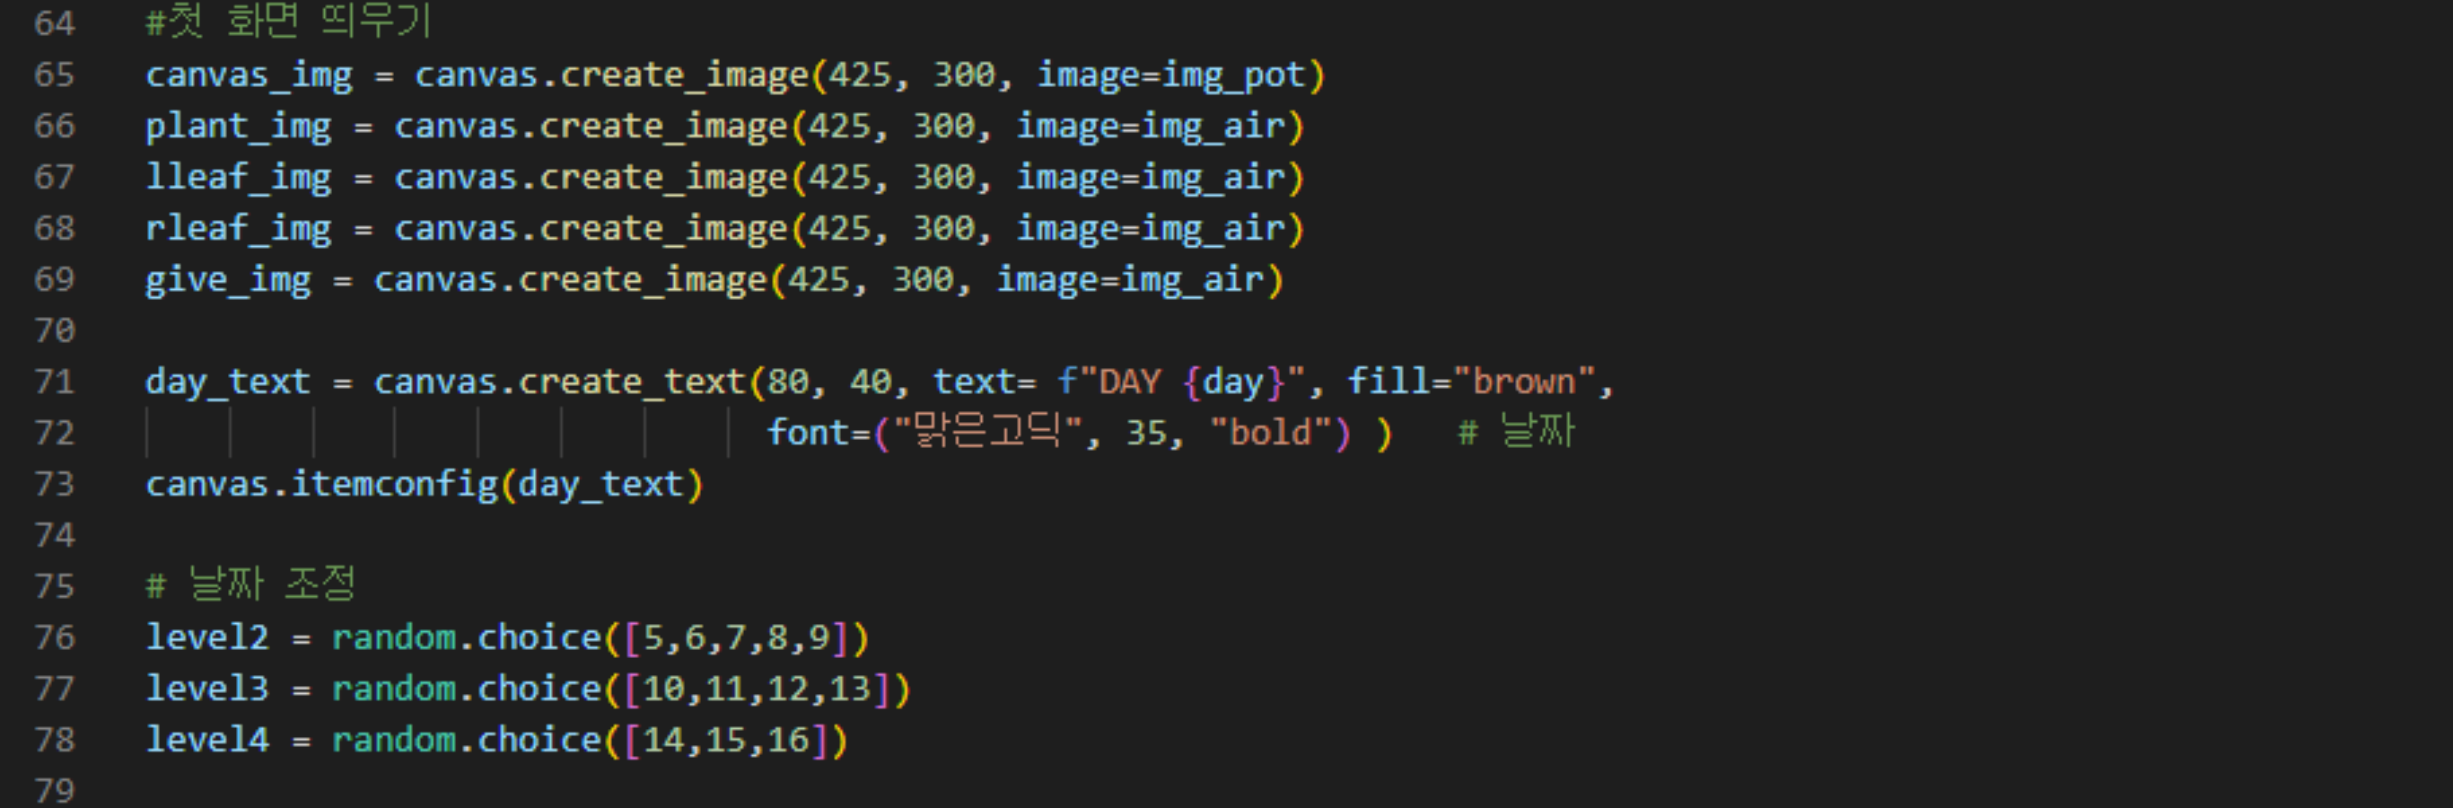 64 #첫 화면 띄우기
65 canvas_img = canvas.create_image(425, 300, image=img_pot)
66 plant_img = canvas.create_image(425, 300, image=img_air)
67 lleaf_img = canvas.create_image(425, 300, image=img_air)
68 rleaf_img = canvas.create_image(425, 300, image=img_air)
69 give_img = canvas.create_image(425, 300, image=img_air)
70
71 day_text = canvas.create_text(80, 40, text= f"DAY {day}", fill="brown",
72 font=("맑은고딕", 35, "bold") ) # 날짜
73 canvas.itemconfig(day_text)
74
75 # 날짜 조정
76 level2 = random.choice([5,6,7,8,9])
77 level3 = random.choice([10,11,12,13])
78 level4 = random.choice([14,15,16])
79